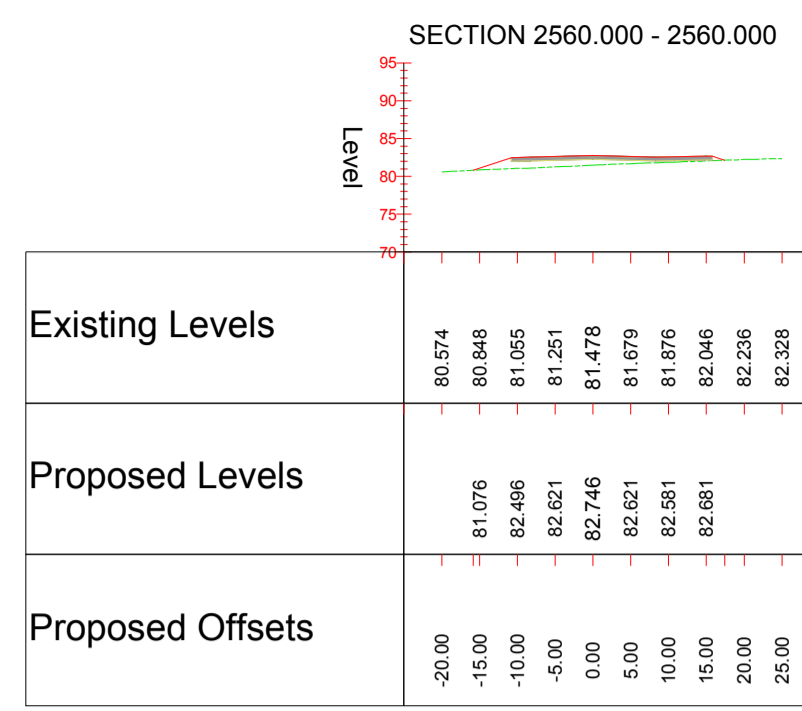 SECTION 2560.000 - 2560.000
95
90
85
80
75
70
Level
Existing Levels
80.574 80.848 81.055 81.251 81.478 81.679 81.876 82.046 82.236 82.328
Proposed Levels
81.076 82.496 82.621 82.746 82.621 82.581 82.681
Proposed Offsets
-20.00 -15.00 -10.00 -5.00 0.00 5.00 10.00 15.00 20.00 25.00